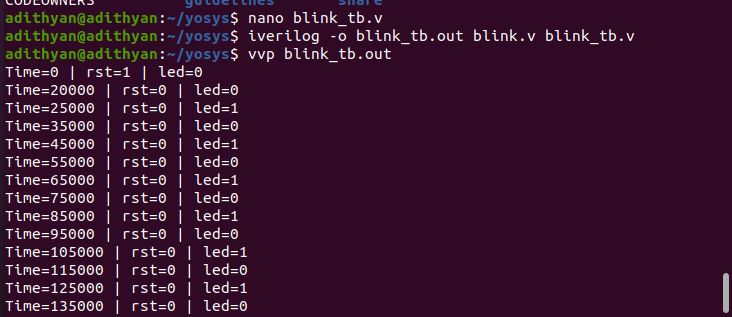 CODEOWNERS guidelines share
adithyan@adithyan:~/yosys$ nano blink_tb.v
adithyan@adithyan:~/yosys$ iverilog -o blink_tb.out blink.v blink_tb.v
adithyan@adithyan:~/yosys$ vvp blink_tb.out
Time=0 | rst=1 | led=0
Time=20000 | rst=0 | led=0
Time=25000 | rst=0 | led=1
Time=35000 | rst=0 | led=0
Time=45000 | rst=0 | led=1
Time=55000 | rst=0 | led=0
Time=65000 | rst=0 | led=1
Time=75000 | rst=0 | led=0
Time=85000 | rst=0 | led=1
Time=95000 | rst=0 | led=0
Time=105000 | rst=0 | led=1
Time=115000 | rst=0 | led=0
Time=125000 | rst=0 | led=1
Time=135000 | rst=0 | led=0